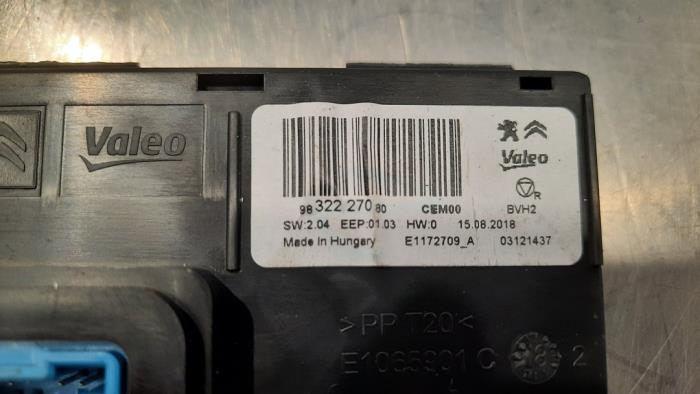 Valeo
Valeo
R
98 322 270 80 CEM00 BVH2
SW:2.04 EEP:01.03 HW:0 15.08.2018
Made In Hungary E1172709_A 03121437
>PP T20<
E1065901 C 2